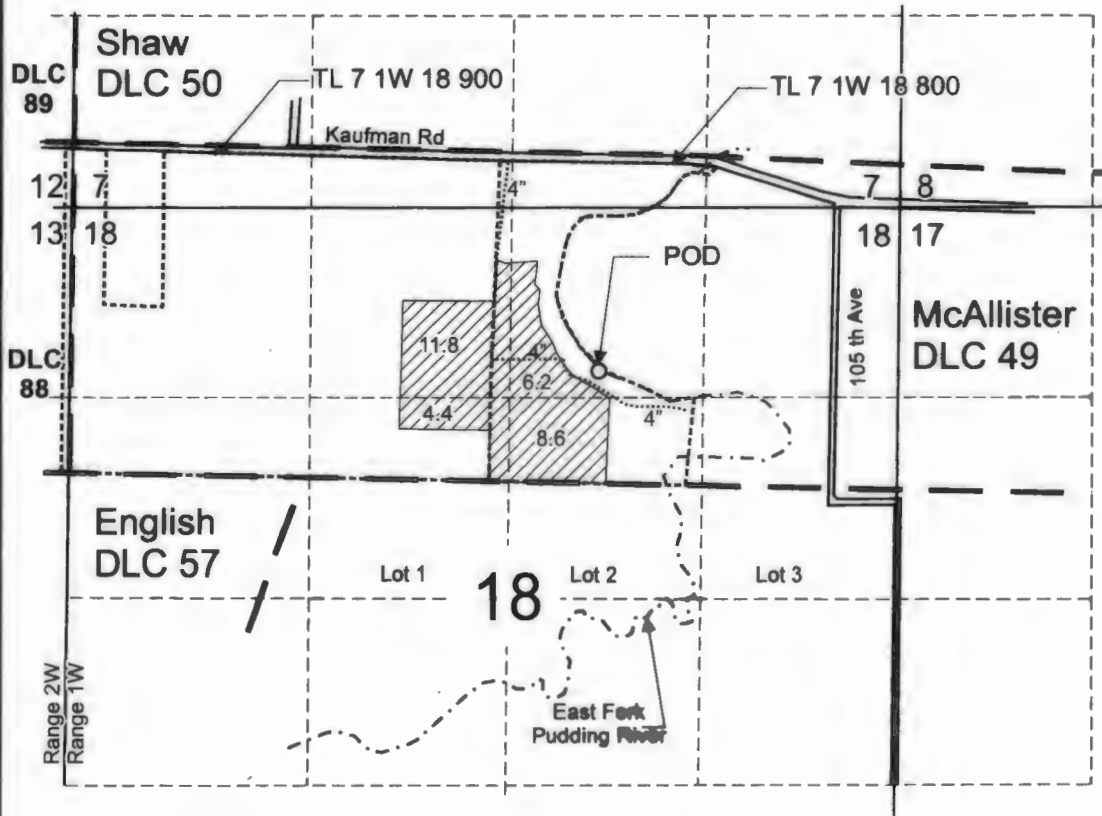 Shaw
DLC 50
DLC
89
TL 7 1W 18 900
TL 7 1W 18 800
Kaufman Rd
4"
12 7
7 8
13 18
18 17
POD
McAllister
DLC 49
105 th Ave
11.8
4"
6.2
DLC
88
4.4
4"
8.6
English
DLC 57
Lot 1
18
Lot 2
Lot 3
East Fork
Pudding River
Range 2W
Range 1W